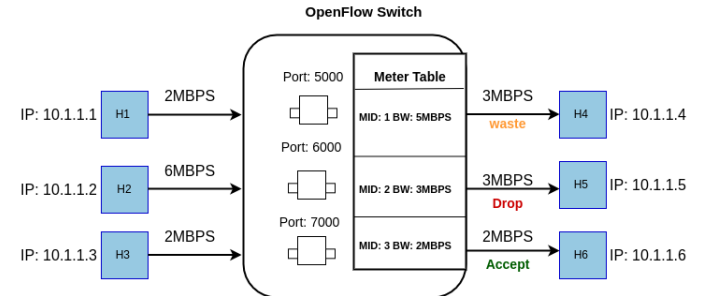 OpenFlow Switch
Port: 5000
Meter Table
2MBPS
3MBPS
IP: 10.1.1.1
H1
MID: 1 BW: 5MBPS
waste
H4
IP: 10.1.1.4
Port: 6000
6MBPS
3MBPS
IP: 10.1.1.2
H2
MID: 2 BW: 3MBPS
Drop
H5
IP: 10.1.1.5
Port: 7000
2MBPS
2MBPS
IP: 10.1.1.3
H3
MID: 3 BW: 2MBPS
Accept
H6
IP: 10.1.1.6